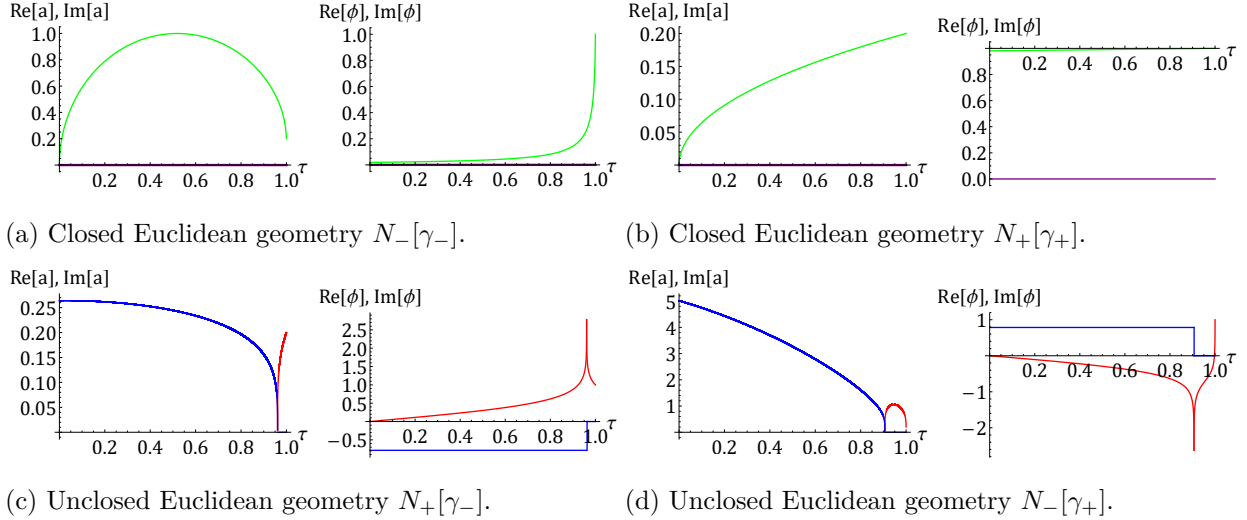 Re[a], Im[a]
1.0
0.8
0.6
0.4
0.2
0.2 0.4 0.6 0.8 1.0 τ
Re[ϕ], Im[ϕ]
1.0
0.8
0.6
0.4
0.2
0.2 0.4 0.6 0.8 1.0 τ
Re[a], Im[a]
0.20
0.15
0.10
0.05
0.2 0.4 0.6 0.8 1.0 τ
Re[ϕ], Im[ϕ]
0.2 0.4 0.6 0.8 1.0 τ
0.8
0.6
0.4
0.2
0.0
(a) Closed Euclidean geometry N₋[γ₋].
(b) Closed Euclidean geometry N₊[γ₊].
Re[a], Im[a]
0.25
0.20
0.15
0.10
0.05
0.2 0.4 0.6 0.8 1.0 τ
Re[ϕ], Im[ϕ]
2.5
2.0
1.5
1.0
0.5
−0.5
0.2 0.4 0.6 0.8 1.0 τ
Re[a], Im[a]
5
4
3
2
1
0.2 0.4 0.6 0.8 1.0 τ
Re[ϕ], Im[ϕ]
1
0.2 0.4 0.6 0.8 1.0 τ
−1
−2
(c) Unclosed Euclidean geometry N₊[γ₋].
(d) Unclosed Euclidean geometry N₋[γ₊].